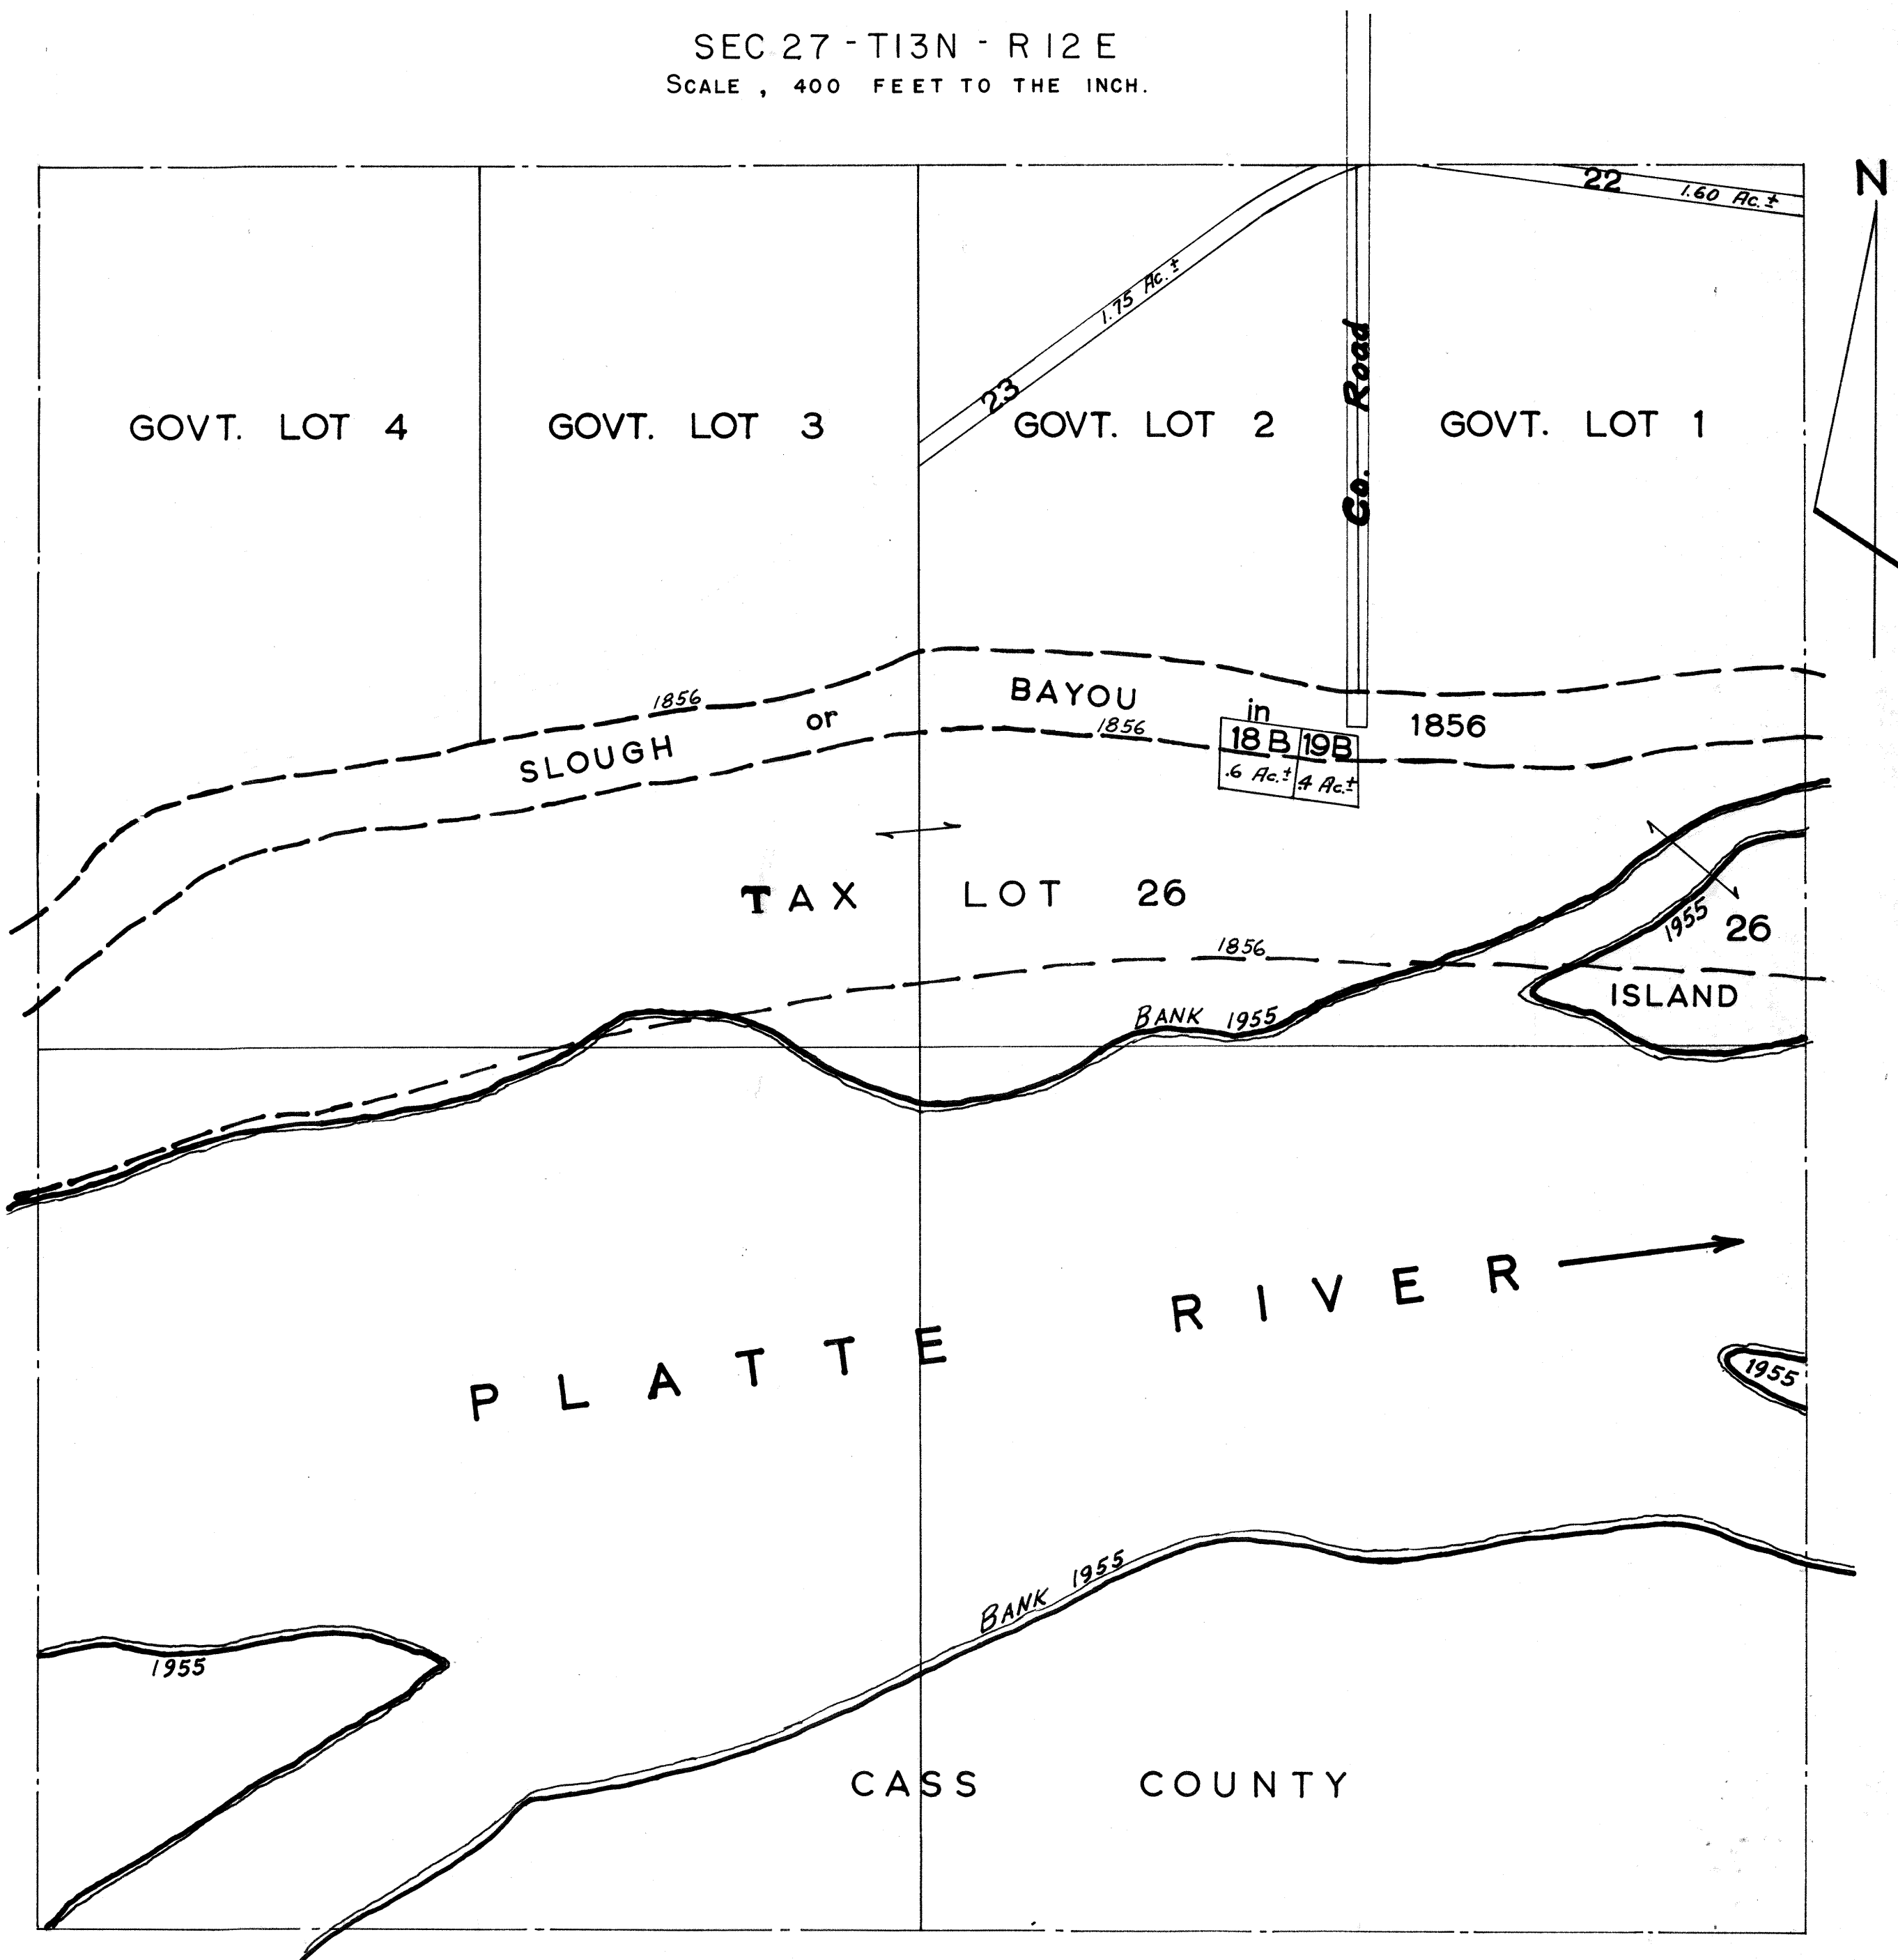 SEC 27 - T13N - R 12 E
SCALE , 400 FEET TO THE INCH.
N
22
1.60 Ac.±
1.75 Ac.±
23
Co. Road
GOVT. LOT 4
GOVT. LOT 3
GOVT. LOT 2
GOVT. LOT 1
1856
SLOUGH or BAYOU in 1856
1856
18 B
19B
.6 Ac.±
.4 Ac.±
TAX LOT 26
1955
26
1856
ISLAND
BANK 1955
PLATTE RIVER
1955
BANK 1955
1955
CASS COUNTY